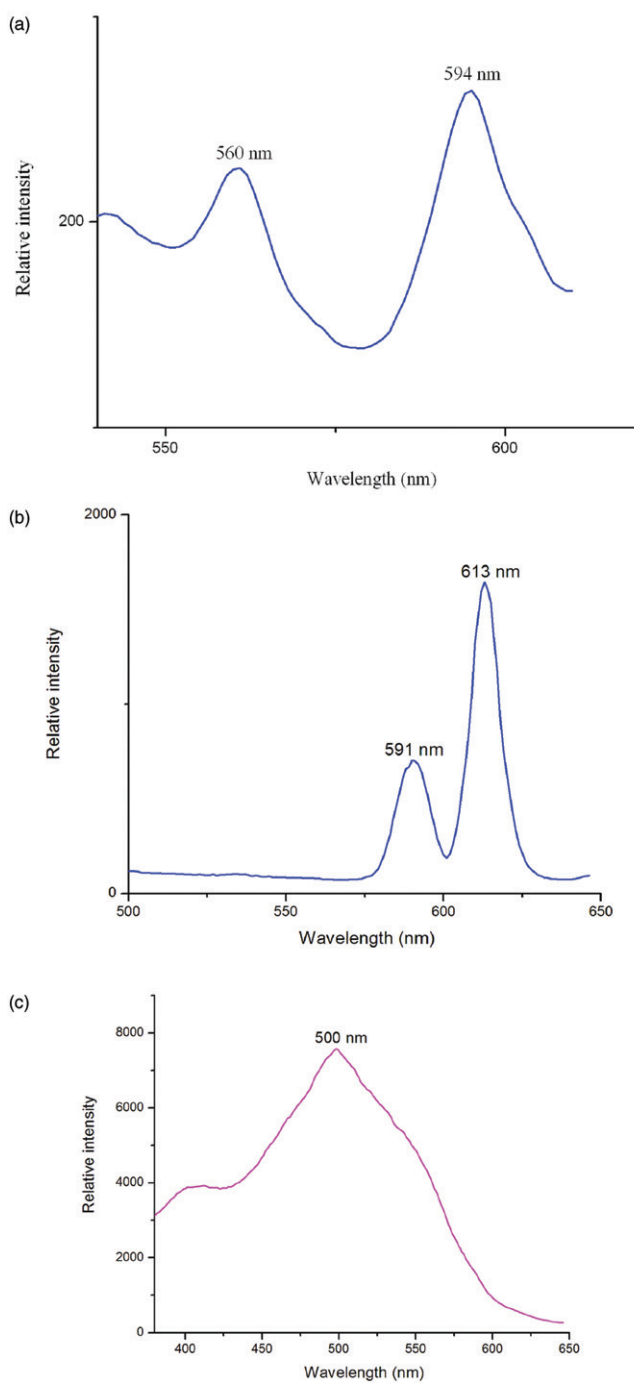 (a)
594 nm
560 nm
Relative intensity
200
550
600
Wavelength (nm)
(b)
2000
613 nm
Relative intensity
591 nm
0
500
550
600
650
Wavelength (nm)
(c)
8000
500 nm
6000
Relative intensity
4000
2000
0
400
450
500
550
600
650
Wavelength (nm)